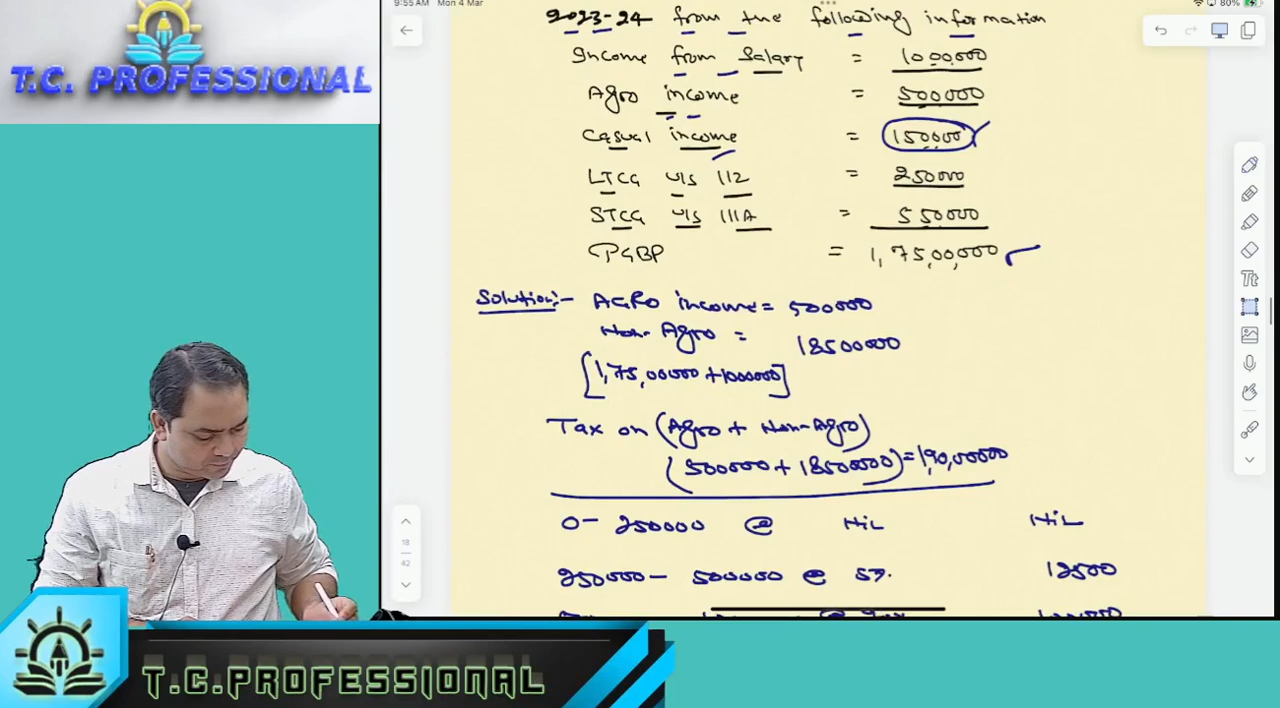 9:55 AM Mon 4 Mar
80%
T.C. PROFESSIONAL
2023-24 from the following information
Income from Salary = 1000000
Agro income = 500000
Casual income = 150000
LTCG u/s 112 = 250000
STCG u/s 111A = 550000
PGBP = 1,75,00,000
Solution:- AGRO income = 500000
Non-Agro = 18500000
[1,75,00000 + 1000000]
Tax on (Agro + Non-Agro)
(500000 + 18500000) = 190,00000
0- 250000 @ NiL NiL
250000- 500000 @ 5%. 12500
Tt
18
42
T.C.PROFESSIONAL